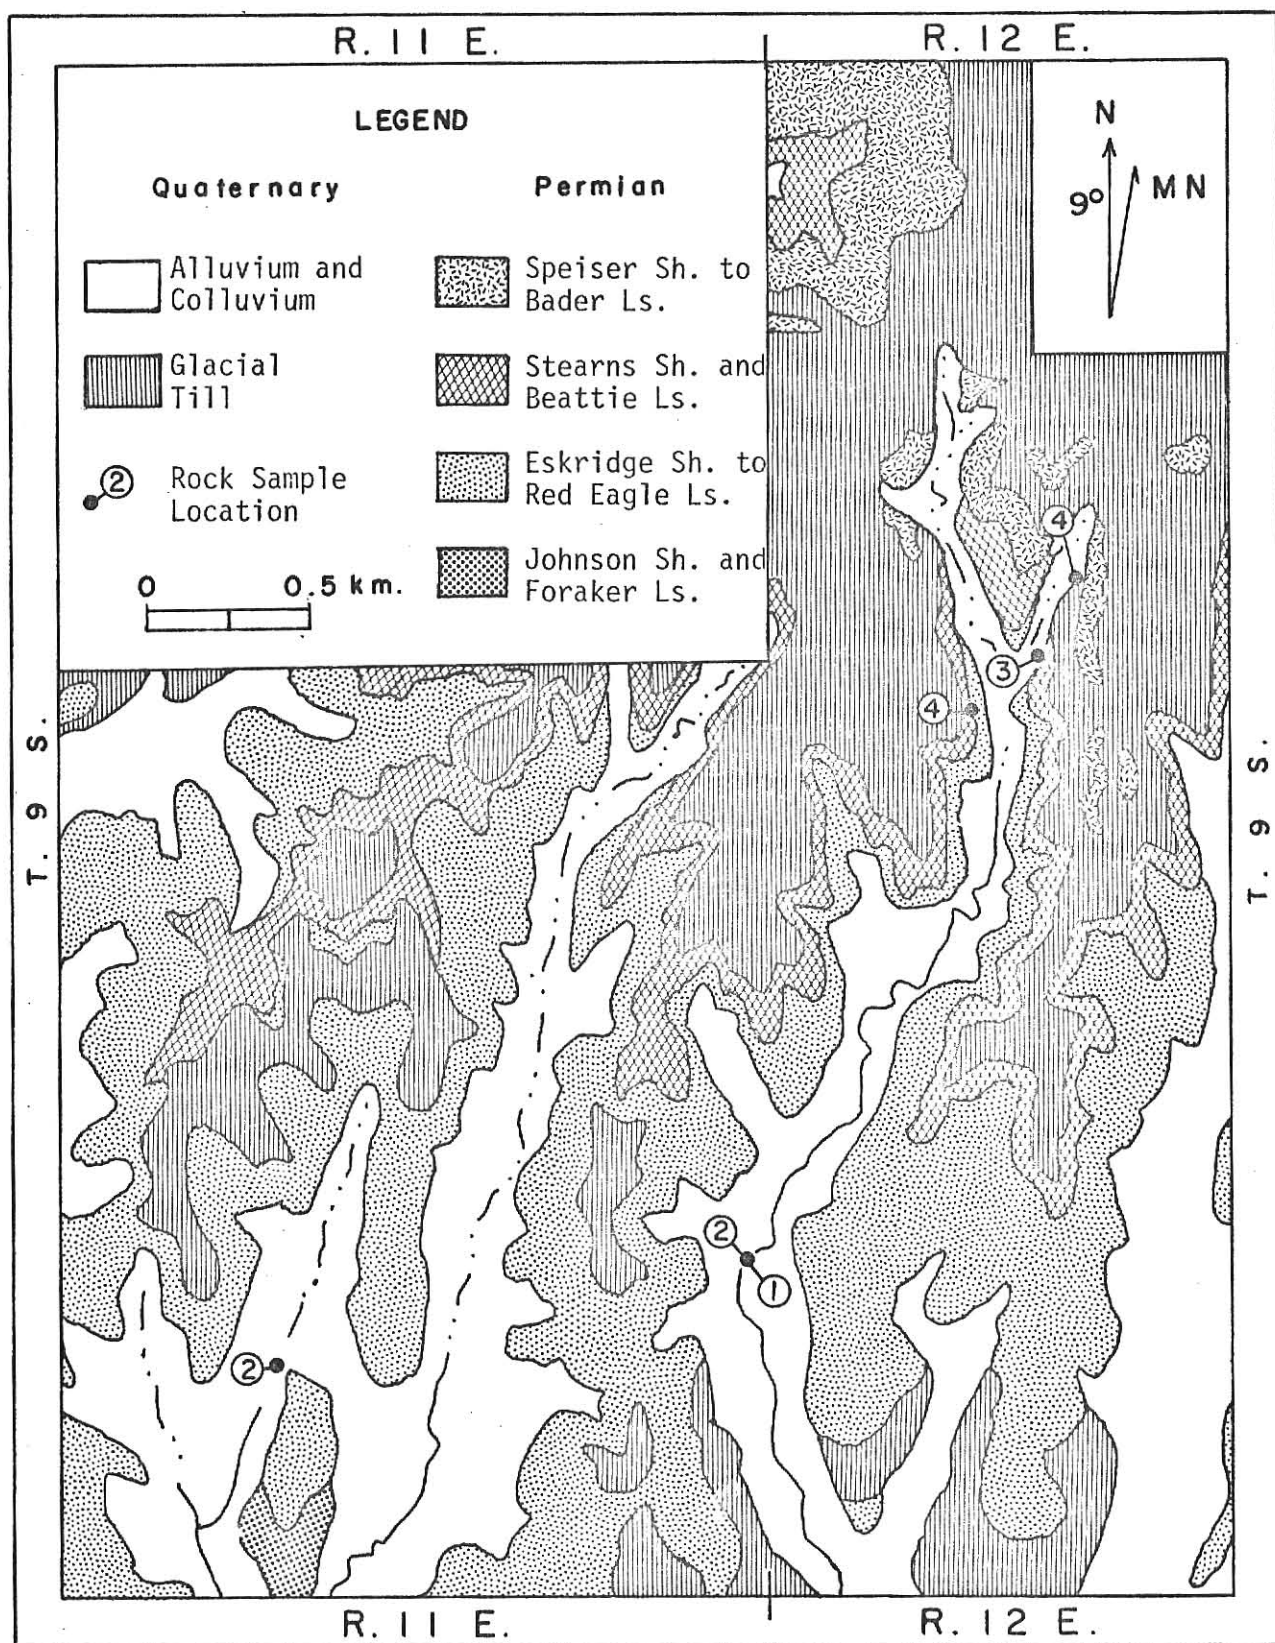 R. 11 E.
R. 12 E.
LEGEND
Quaternary
Permian
Alluvium and
Colluvium
Glacial
Till
2
Rock Sample
Location
0
0.5 km.
Speiser Sh. to
Bader Ls.
Stearns Sh. and
Beattie Ls.
Eskridge Sh. to
Red Eagle Ls.
Johnson Sh. and
Foraker Ls.
N
9°
MN
4
3
4
T. 9 S.
T. 9 S.
2
1
2
R. 11 E.
R. 12 E.